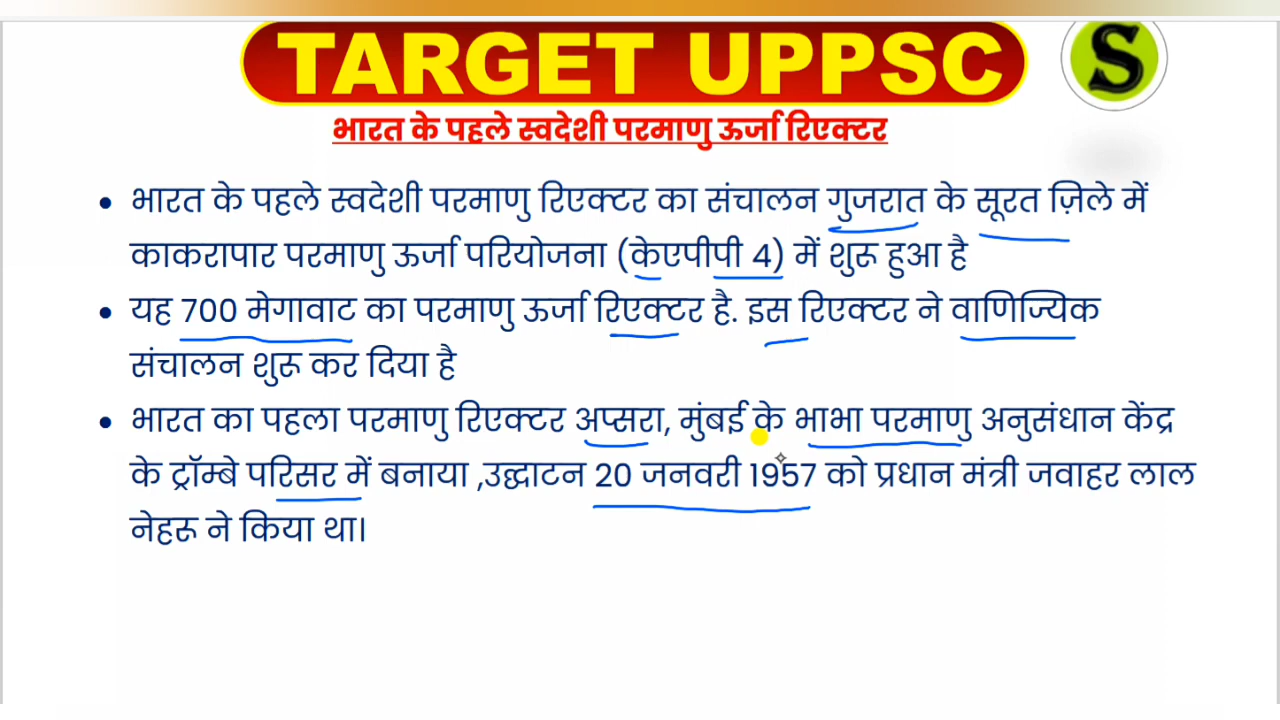 TARGET UPPSC
S
भारत के पहले स्वदेशी परमाणु ऊर्जा रिएक्टर
• भारत के पहले स्वदेशी परमाणु रिएक्टर का संचालन गुजरात के सूरत ज़िले में
काकरापार परमाणु ऊर्जा परियोजना (केएपीपी 4) में शुरू हुआ है
• यह 700 मेगावाट का परमाणु ऊर्जा रिएक्टर है. इस रिएक्टर ने वाणिज्यिक
संचालन शुरू कर दिया है
• भारत का पहला परमाणु रिएक्टर अप्सरा, मुंबई के भाभा परमाणु अनुसंधान केंद्र
के ट्रॉम्बे परिसर में बनाया ,उद्घाटन 20 जनवरी 1957 को प्रधान मंत्री जवाहर लाल
नेहरू ने किया था।